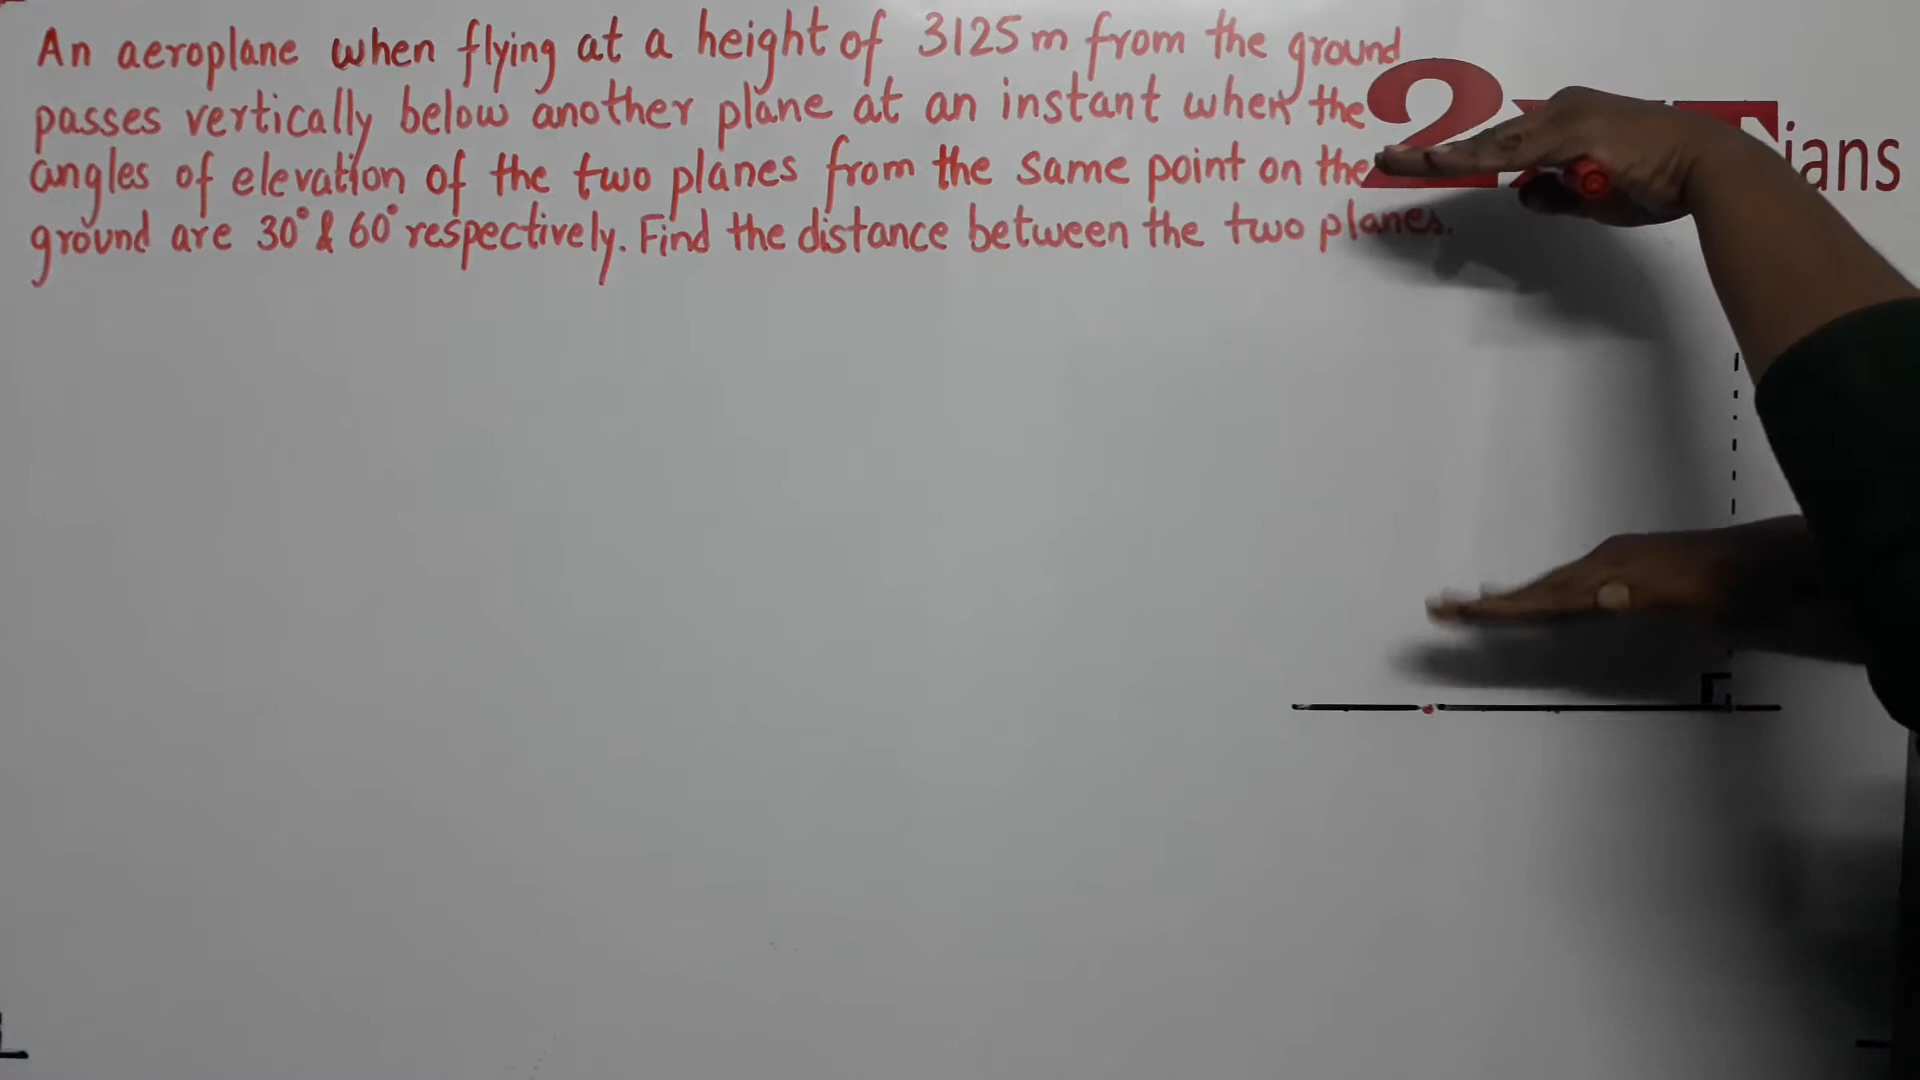 An aeroplane when flying at a height of 3125 m from the ground
passes vertically below another plane at an instant when the
angles of elevation of the two planes from the same point on the
ground are 30° & 60° respectively. Find the distance between the two planes.
2
ians